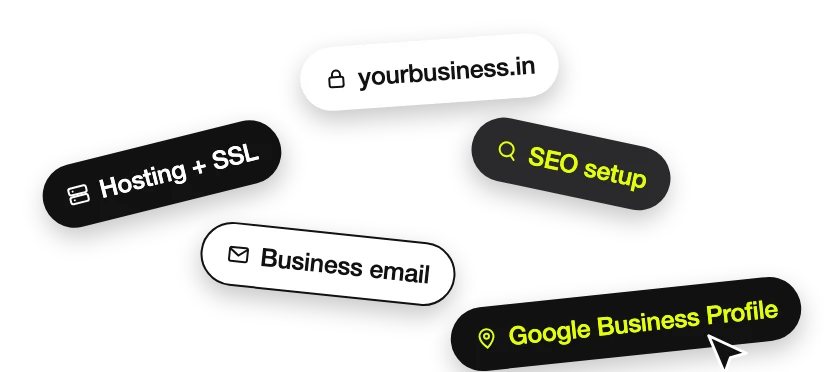 yourbusiness.in
Hosting + SSL
SEO setup
Business email
Google Business Profile